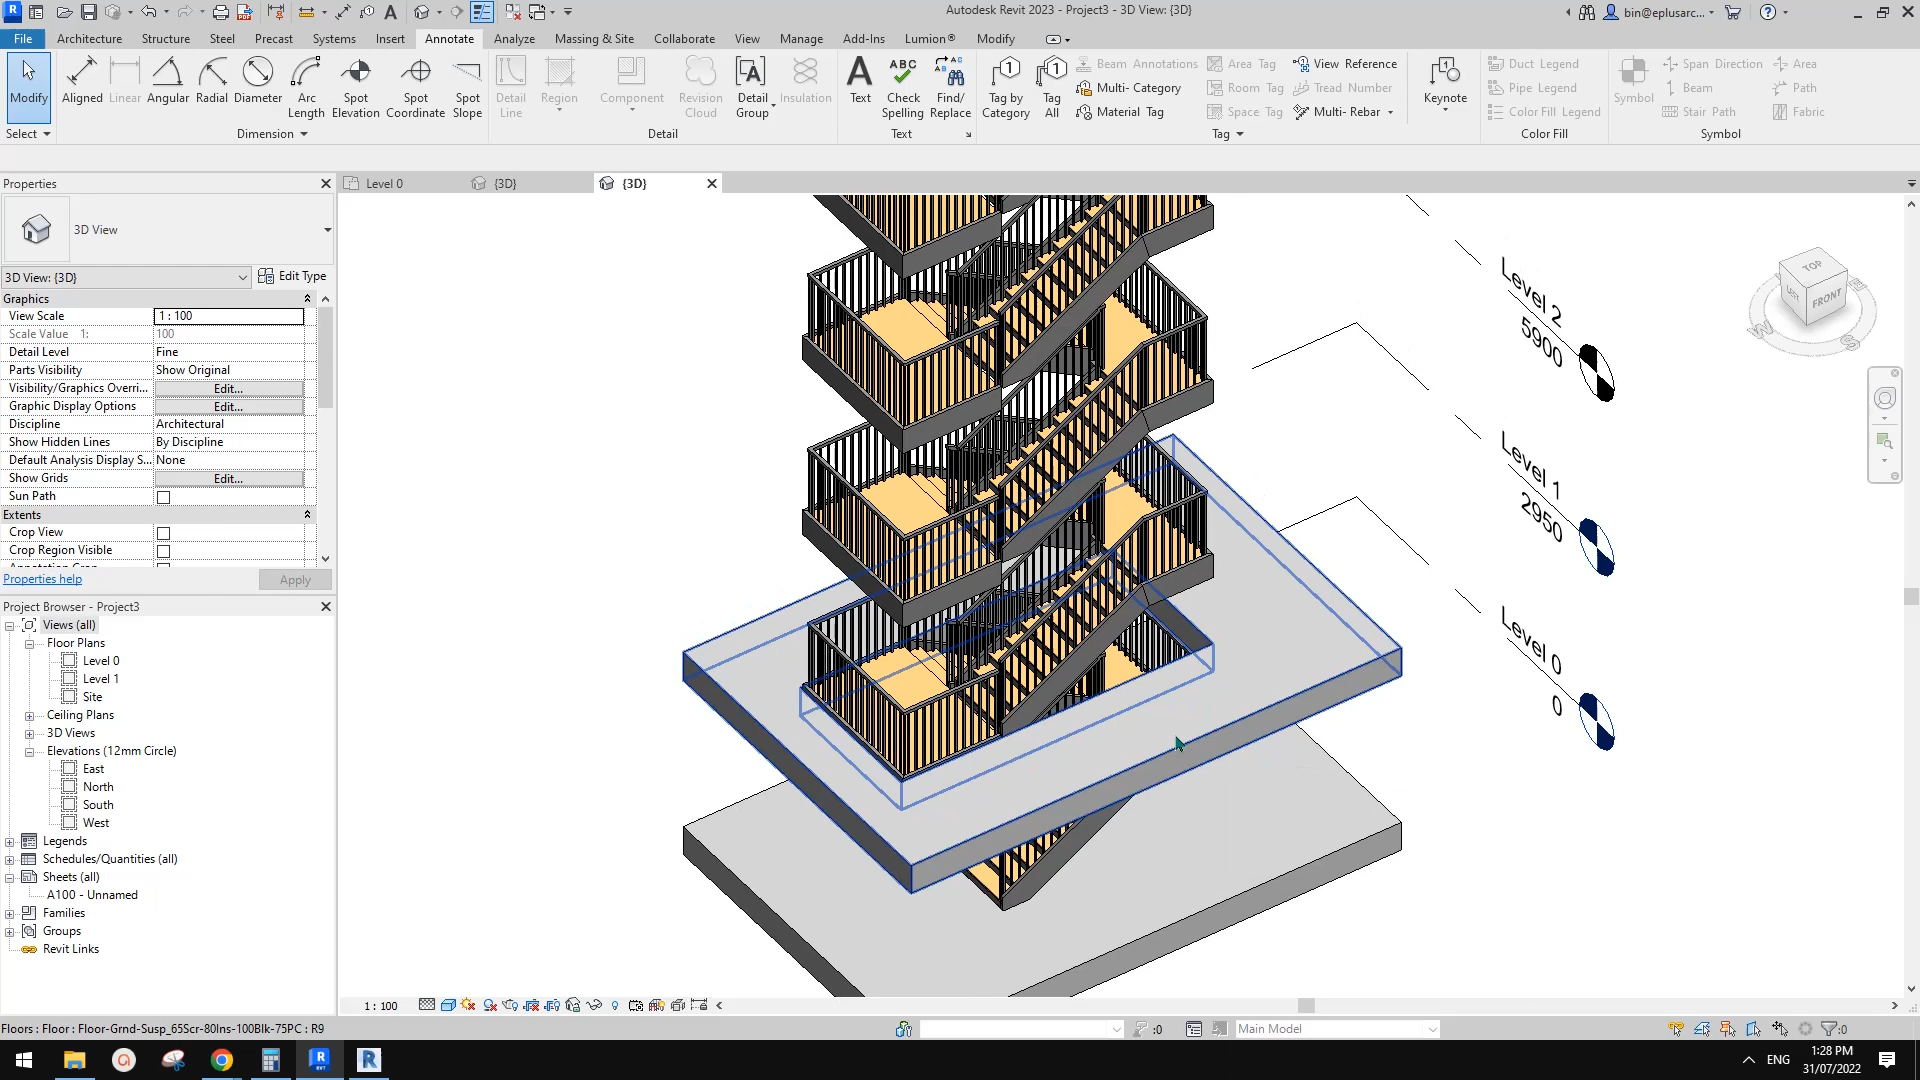 Autodesk Revit 2023 - Project3 - 3D View: {3D}
bin@eplusarc...
File Architecture Structure Steel Precast Systems Insert Annotate Analyze Massing & Site Collaborate View Manage Add-Ins Lumion® Modify
Modify
Aligned Linear Angular Radial Diameter Arc Length Spot Elevation Spot Coordinate Spot Slope
Detail Line Region Component Revision Cloud Detail Group Insulation
Text ABC Check Spelling ABC Find/ Replace
Tag by Category Tag All
Beam Annotations Area Tag View Reference
Multi- Category Room Tag Tread Number
Material Tag Space Tag Multi- Rebar
Keynote
Duct Legend
Pipe Legend
Color Fill Legend
Symbol
Span Direction Area
Beam Path
Stair Path Fabric
Select Dimension Detail Text Tag Color Fill Symbol
Properties
Level 0 {3D} {3D}
3D View
3D View: {3D} Edit Type
Graphics
View Scale 1 : 100
Scale Value 1: 100
Detail Level Fine
Parts Visibility Show Original
Visibility/Graphics Overri... Edit...
Graphic Display Options Edit...
Discipline Architectural
Show Hidden Lines By Discipline
Default Analysis Display S... None
Show Grids Edit...
Sun Path
Extents
Crop View
Crop Region Visible
Properties help Apply
Project Browser - Project3
Views (all)
Floor Plans
Level 0
Level 1
Site
Ceiling Plans
3D Views
Elevations (12mm Circle)
East
North
South
West
Legends
Schedules/Quantities (all)
Sheets (all)
A100 - Unnamed
Families
Groups
Revit Links
Level 2
5900
Level 1
2950
Level 0
0
TOP
LEFT FRONT
W S
1 : 100
Floors : Floor : Floor-Grnd-Susp_65Scr-80Ins-100Blk-75PC : R9
:0
Main Model
:0
ENG
1:28 PM
31/07/2022